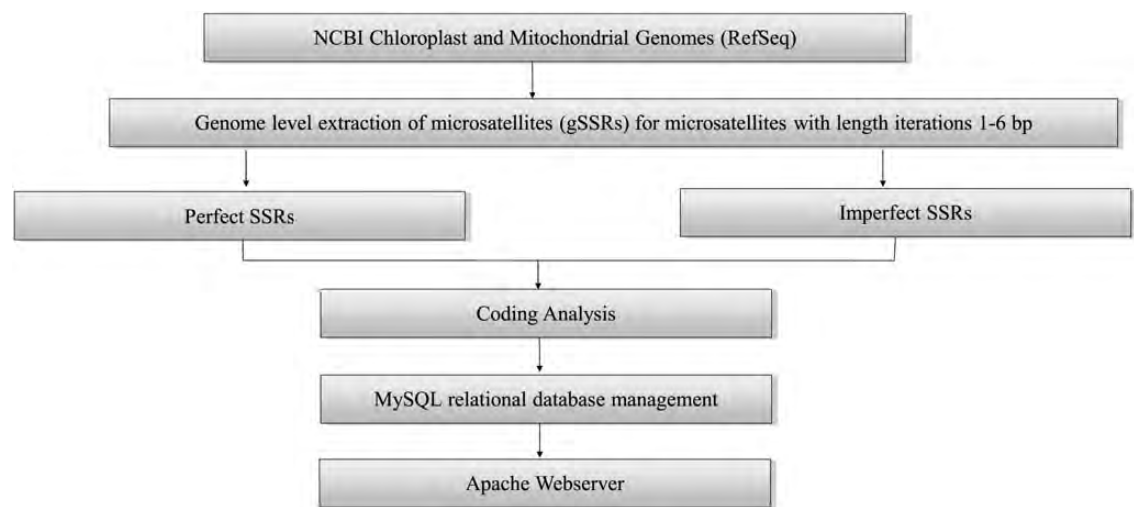 NCBI Chloroplast and Mitochondrial Genomes (RefSeq)
Genome level extraction of microsatellites (gSSRs) for microsatellites with length iterations 1-6 bp
Perfect SSRs
Imperfect SSRs
Coding Analysis
MySQL relational database management
Apache Webserver